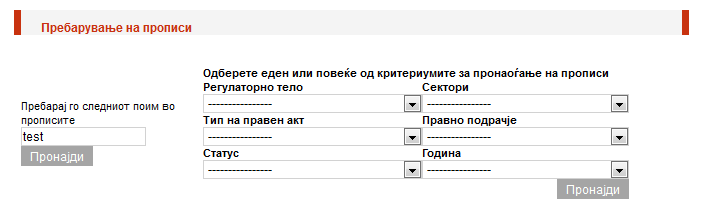 Пребарување на прописи
Пребарај го следниот поим во
прописите
test
Пронајди
Одберете еден или повеќе од критериумите за пронаоѓање на прописи
Регулаторно тело Сектори
---------------- ----------------
Тип на правен акт Правно подрачје
---------------- ----------------
Статус Година
---------------- ----------------
Пронајди